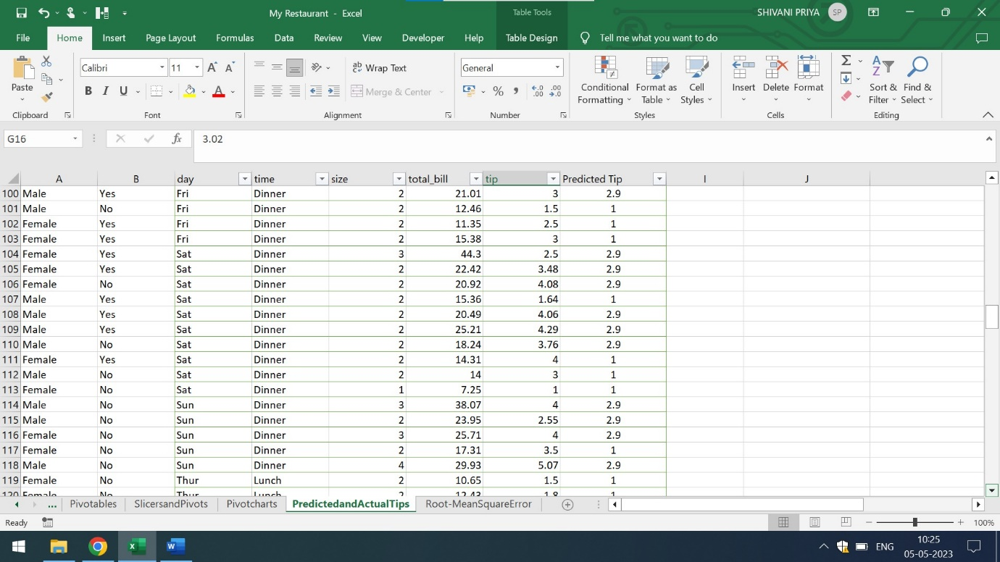 My Restaurant - Excel
Table Tools
SHIVANI PRIYA SP
File Home Insert Page Layout Formulas Data Review View Developer Help Table Design Tell me what you want to do
Paste
Calibri 11
B I U A
ab Wrap Text
Merge & Center
General
% ,
Conditional Formatting
Format as Table
Cell Styles
Insert Delete Format
Sort & Filter
Find & Select
Clipboard Font Alignment Number Styles Cells Editing
G16 fx 3.02
A B day time size total_bill tip Predicted Tip I J
100 Male Yes Fri Dinner 2 21.01 3 2.9
101 Male No Fri Dinner 2 12.46 1.5 1
102 Female Yes Fri Dinner 2 11.35 2.5 1
103 Female Yes Fri Dinner 2 15.38 3 1
104 Female Yes Sat Dinner 3 44.3 2.5 2.9
105 Female Yes Sat Dinner 2 22.42 3.48 2.9
106 Female No Sat Dinner 2 20.92 4.08 2.9
107 Male Yes Sat Dinner 2 15.36 1.64 1
108 Male Yes Sat Dinner 2 20.49 4.06 2.9
109 Male Yes Sat Dinner 2 25.21 4.29 2.9
110 Male No Sat Dinner 2 18.24 3.76 2.9
111 Female Yes Sat Dinner 2 14.31 4 1
112 Male No Sat Dinner 2 14 3 1
113 Female No Sat Dinner 1 7.25 1 1
114 Male No Sun Dinner 3 38.07 4 2.9
115 Male No Sun Dinner 2 23.95 2.55 2.9
116 Female No Sun Dinner 3 25.71 4 2.9
117 Female No Sun Dinner 2 17.31 3.5 1
118 Male No Sun Dinner 4 29.93 5.07 2.9
119 Female No Thur Lunch 2 10.65 1.5 1
120 Female No Thur Lunch 2 12.43 1.8 1
... Pivotables SlicersandPivots Pivotcharts PredictedandActualTips Root-MeanSquareError
Ready 100%
ENG 10:25
05-05-2023